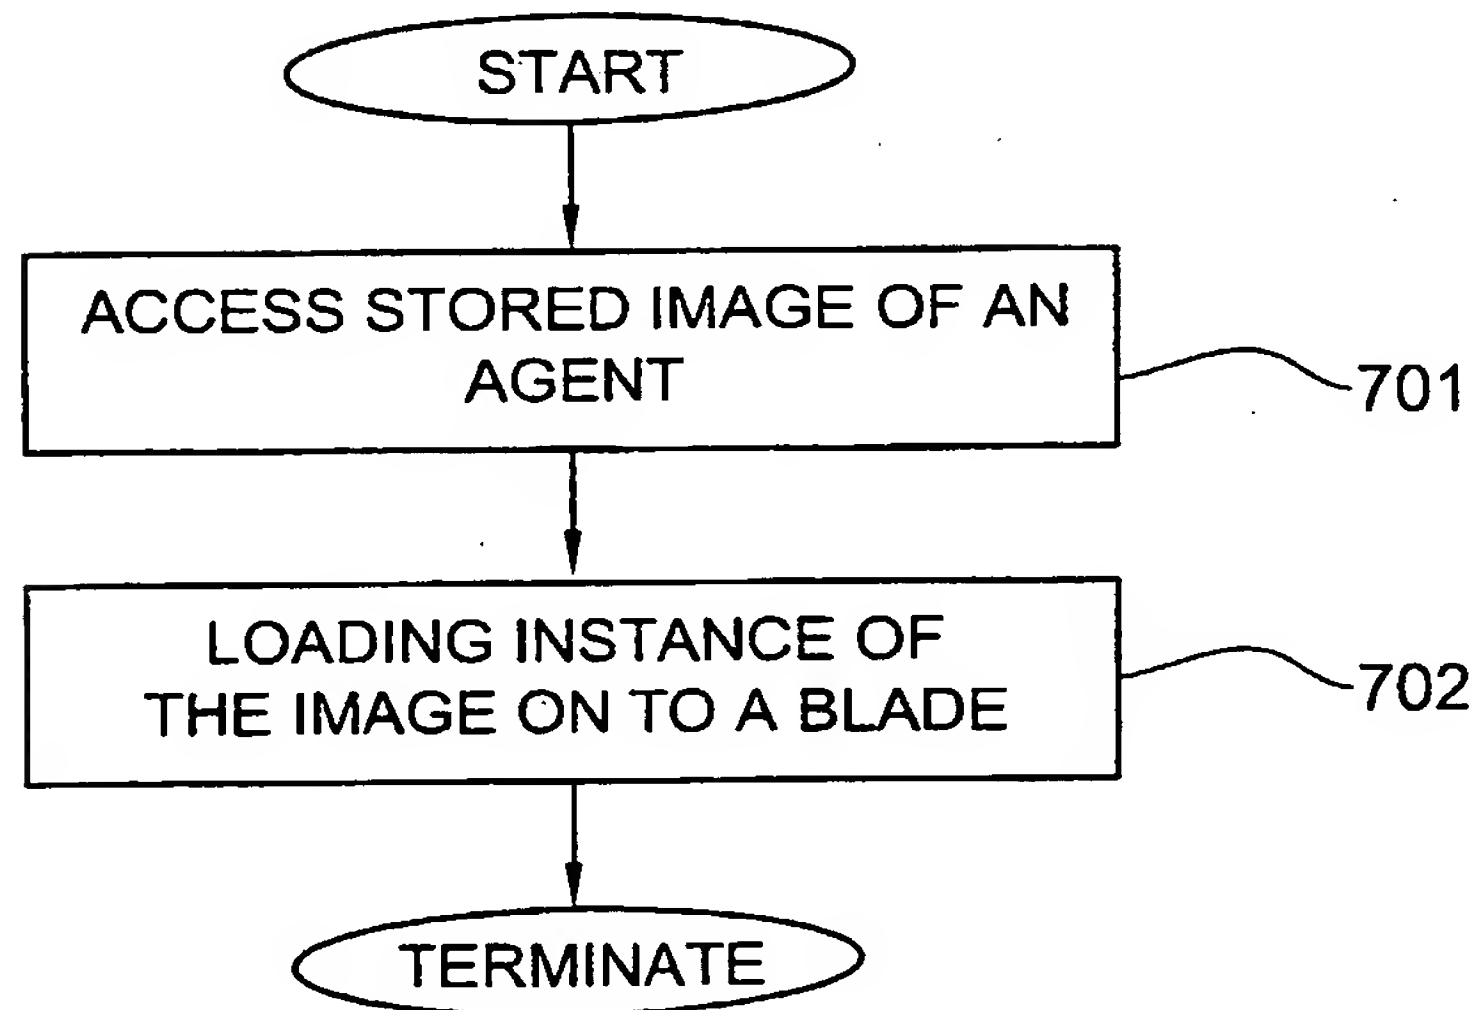 START
ACCESS STORED IMAGE OF AN
AGENT
701
LOADING INSTANCE OF
THE IMAGE ON TO A BLADE
702
TERMINATE